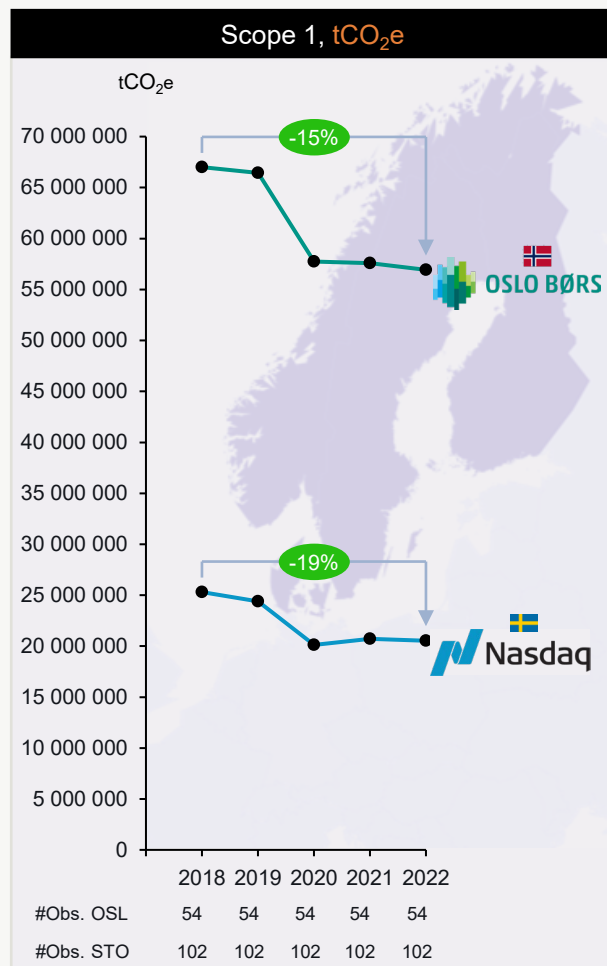 Scope 1, tCO₂e
tCO₂e
70 000 000
-15%
65 000 000
60 000 000
55 000 000
OSLO BØRS
50 000 000
45 000 000
40 000 000
35 000 000
30 000 000
-19%
25 000 000
20 000 000
Nasdaq
15 000 000
10 000 000
5 000 000
0
2018 2019 2020 2021 2022
#Obs. OSL 54 54 54 54 54
#Obs. STO 102 102 102 102 102